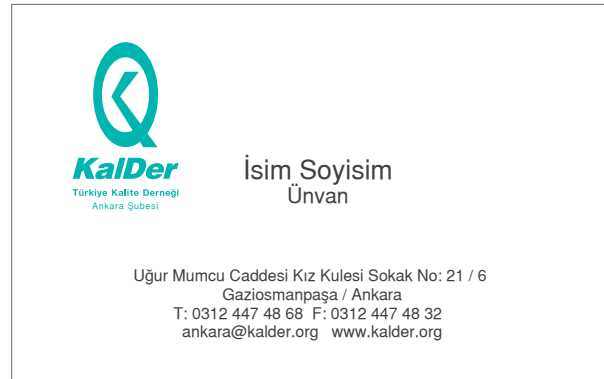 KalDer
Türkiye Kalite Derneği
Ankara Şubesi
İsim Soyisim
Ünvan
Uğur Mumcu Caddesi Kız Kulesi Sokak No: 21 / 6
Gaziosmanpaşa / Ankara
T: 0312 447 48 68  F: 0312 447 48 32
ankara@kalder.org   www.kalder.org